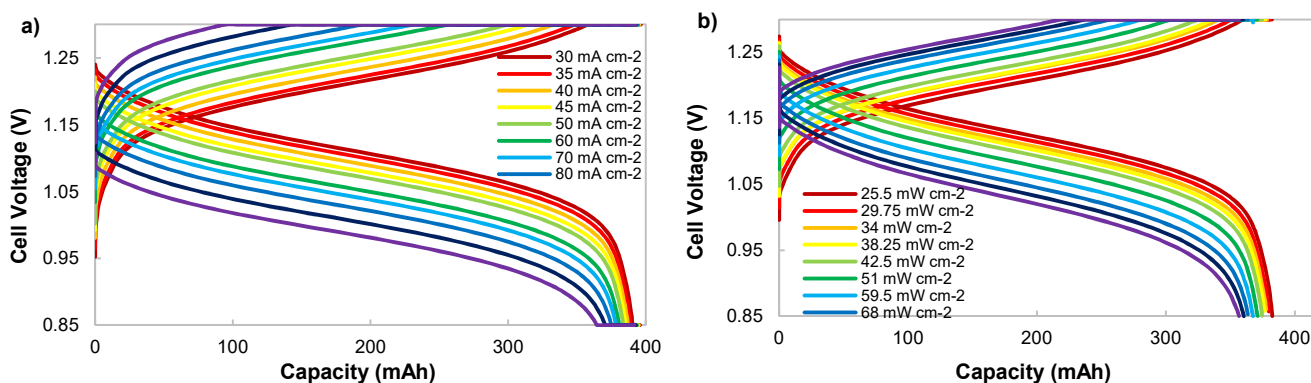 a)
1.25
1.15
1.05
0.95
0.85
Cell Voltage (V)
30 mA cm-2
35 mA cm-2
40 mA cm-2
45 mA cm-2
50 mA cm-2
60 mA cm-2
70 mA cm-2
80 mA cm-2
0 100 200 300 400
Capacity (mAh)
b)
1.25
1.15
1.05
0.95
0.85
Cell Voltage (V)
25.5 mW cm-2
29.75 mW cm-2
34 mW cm-2
38.25 mW cm-2
42.5 mW cm-2
51 mW cm-2
59.5 mW cm-2
68 mW cm-2
0 100 200 300 400
Capacity (mAh)